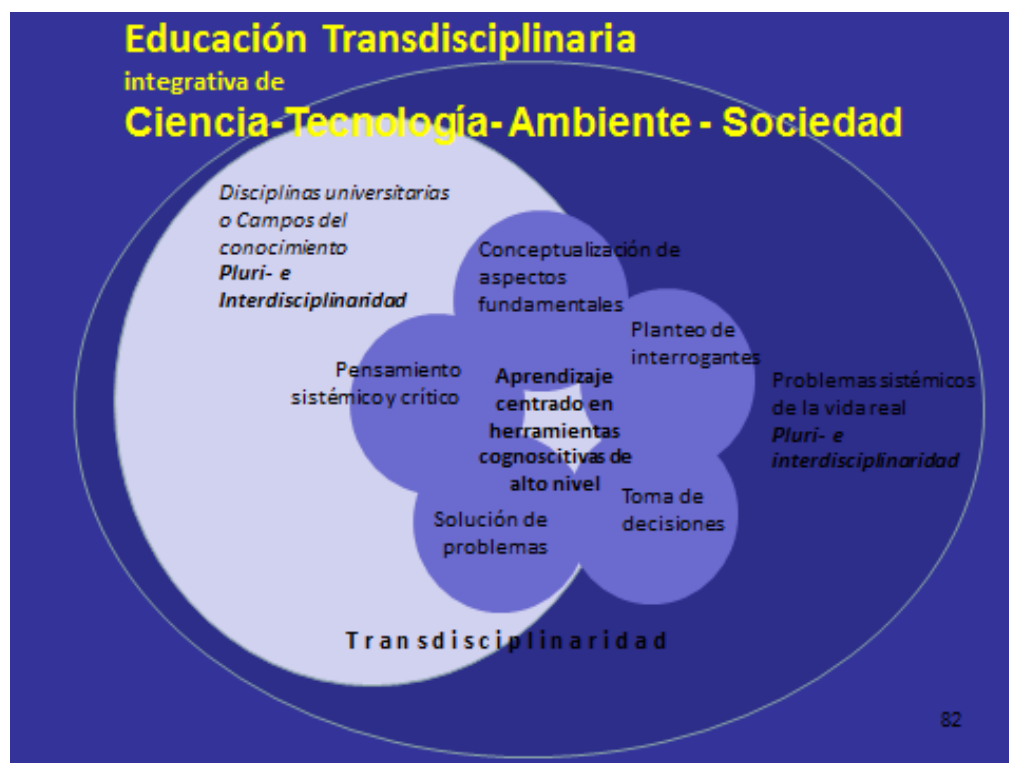 Educación Transdisciplinaria
integrativa de
Ciencia-Tecnología- Ambiente - Sociedad
Disciplinas universitarias
o Campos del
conocimiento
Pluri- e
Interdisciplinaridad
Conceptualización de
aspectos
fundamentales
Planteo de
interrogantes
Pensamiento
sistémico y crítico
Aprendizaje
centrado en
herramientas
cognoscitivas de
alto nivel
Problemas sistémicos
de la vida real
Pluri- e
interdisciplinaridad
Toma de
decisiones
Solución de
problemas
Transdisciplinaridad
82